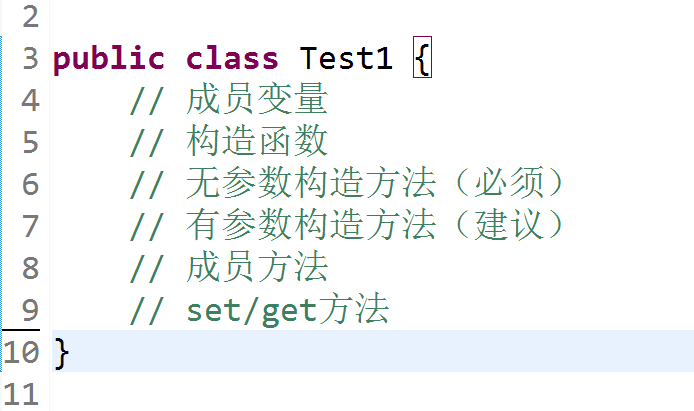 2
3 public class Test1 {
4 // 成员变量
5 // 构造函数
6 // 无参数构造方法（必须）
7 // 有参数构造方法（建议）
8 // 成员方法
9 // set/get方法
10 }
11